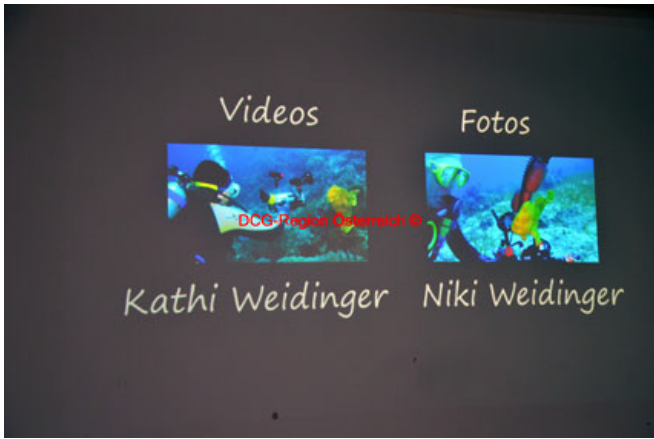 Videos
Fotos
DCG-Region Österreich ©
Kathi Weidinger
Niki Weidinger